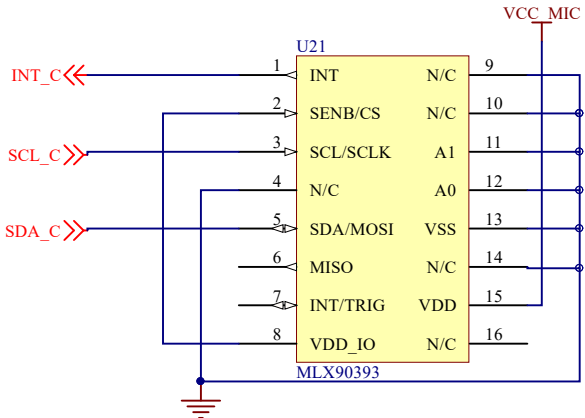 VCC_MIC
U21
INT_C 1 INT N/C 9
2 SENB/CS N/C 10
SCL_C 3 SCL/SCLK A1 11
4 N/C A0 12
SDA_C 5 SDA/MOSI VSS 13
6 MISO N/C 14
7 INT/TRIG VDD 15
8 VDD_IO N/C 16
MLX90393